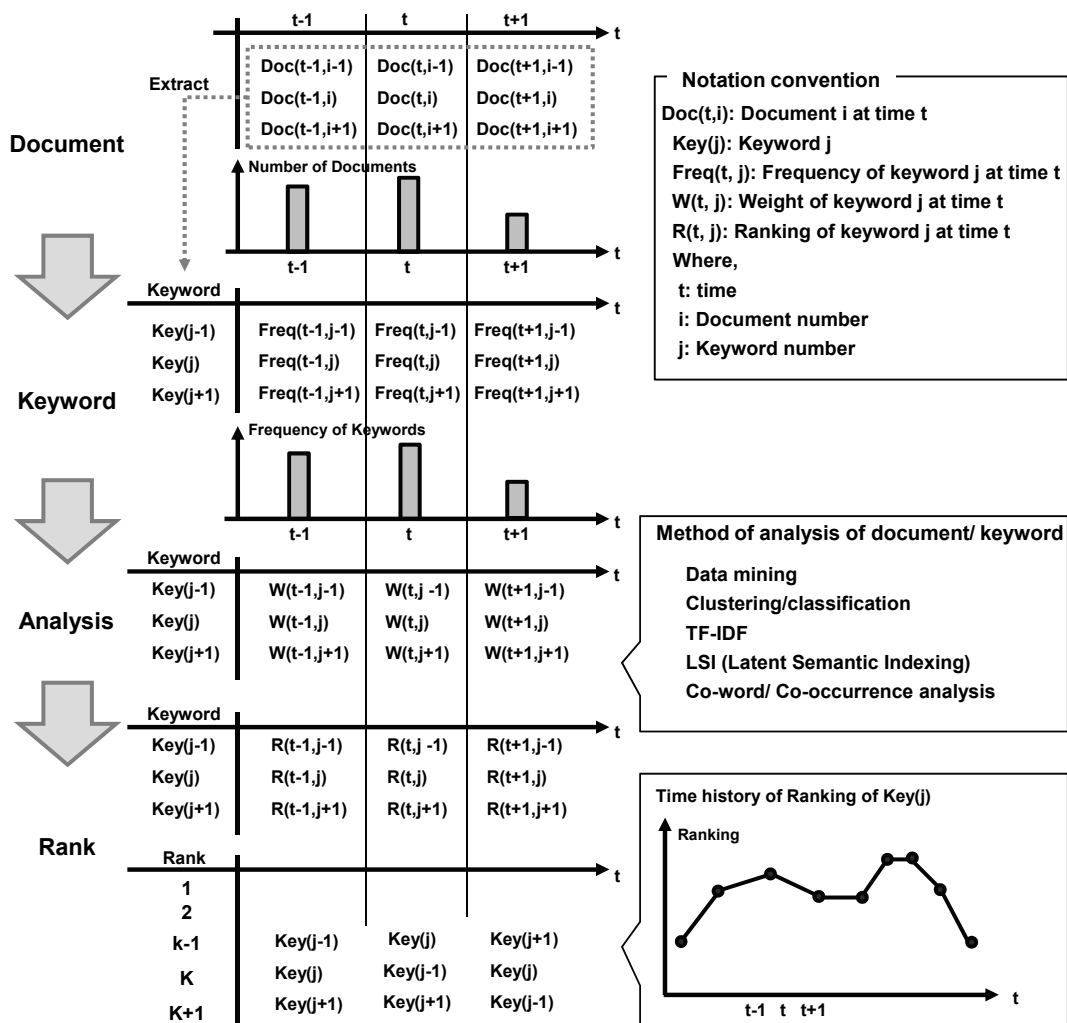 t-1 t t+1
t
Extract
Doc(t-1,i-1) Doc(t,i-1) Doc(t+1,i-1)
Doc(t-1,i) Doc(t,i) Doc(t+1,i)
Doc(t-1,i+1) Doc(t,i+1) Doc(t+1,i+1)
Document
Number of Documents
t
t-1 t t+1
Notation convention
Doc(t,i): Document i at time t
Key(j): Keyword j
Freq(t, j): Frequency of keyword j at time t
W(t, j): Weight of keyword j at time t
R(t, j): Ranking of keyword j at time t
Where,
t: time
i: Document number
j: Keyword number
Keyword
t
Key(j-1) Freq(t-1,j-1) Freq(t,j-1) Freq(t+1,j-1)
Key(j) Freq(t-1,j) Freq(t,j) Freq(t+1,j)
Key(j+1) Freq(t-1,j+1) Freq(t,j+1) Freq(t+1,j+1)
Keyword
Frequency of Keywords
t
t-1 t t+1
Keyword
t
Key(j-1) W(t-1,j-1) W(t,j -1) W(t+1,j-1)
Key(j) W(t-1,j) W(t,j) W(t+1,j)
Key(j+1) W(t-1,j+1) W(t,j+1) W(t+1,j+1)
Analysis
Method of analysis of document/ keyword
Data mining
Clustering/classification
TF-IDF
LSI (Latent Semantic Indexing)
Co-word/ Co-occurrence analysis
Keyword
t
Key(j-1) R(t-1,j-1) R(t,j -1) R(t+1,j-1)
Key(j) R(t-1,j) R(t,j) R(t+1,j)
Key(j+1) R(t-1,j+1) R(t,j+1) R(t+1,j+1)
Rank
Rank
t
1
2
k-1 Key(j-1) Key(j) Key(j+1)
K Key(j) Key(j-1) Key(j)
K+1 Key(j+1) Key(j+1) Key(j-1)
Time history of Ranking of Key(j)
Ranking
t
t-1 t t+1